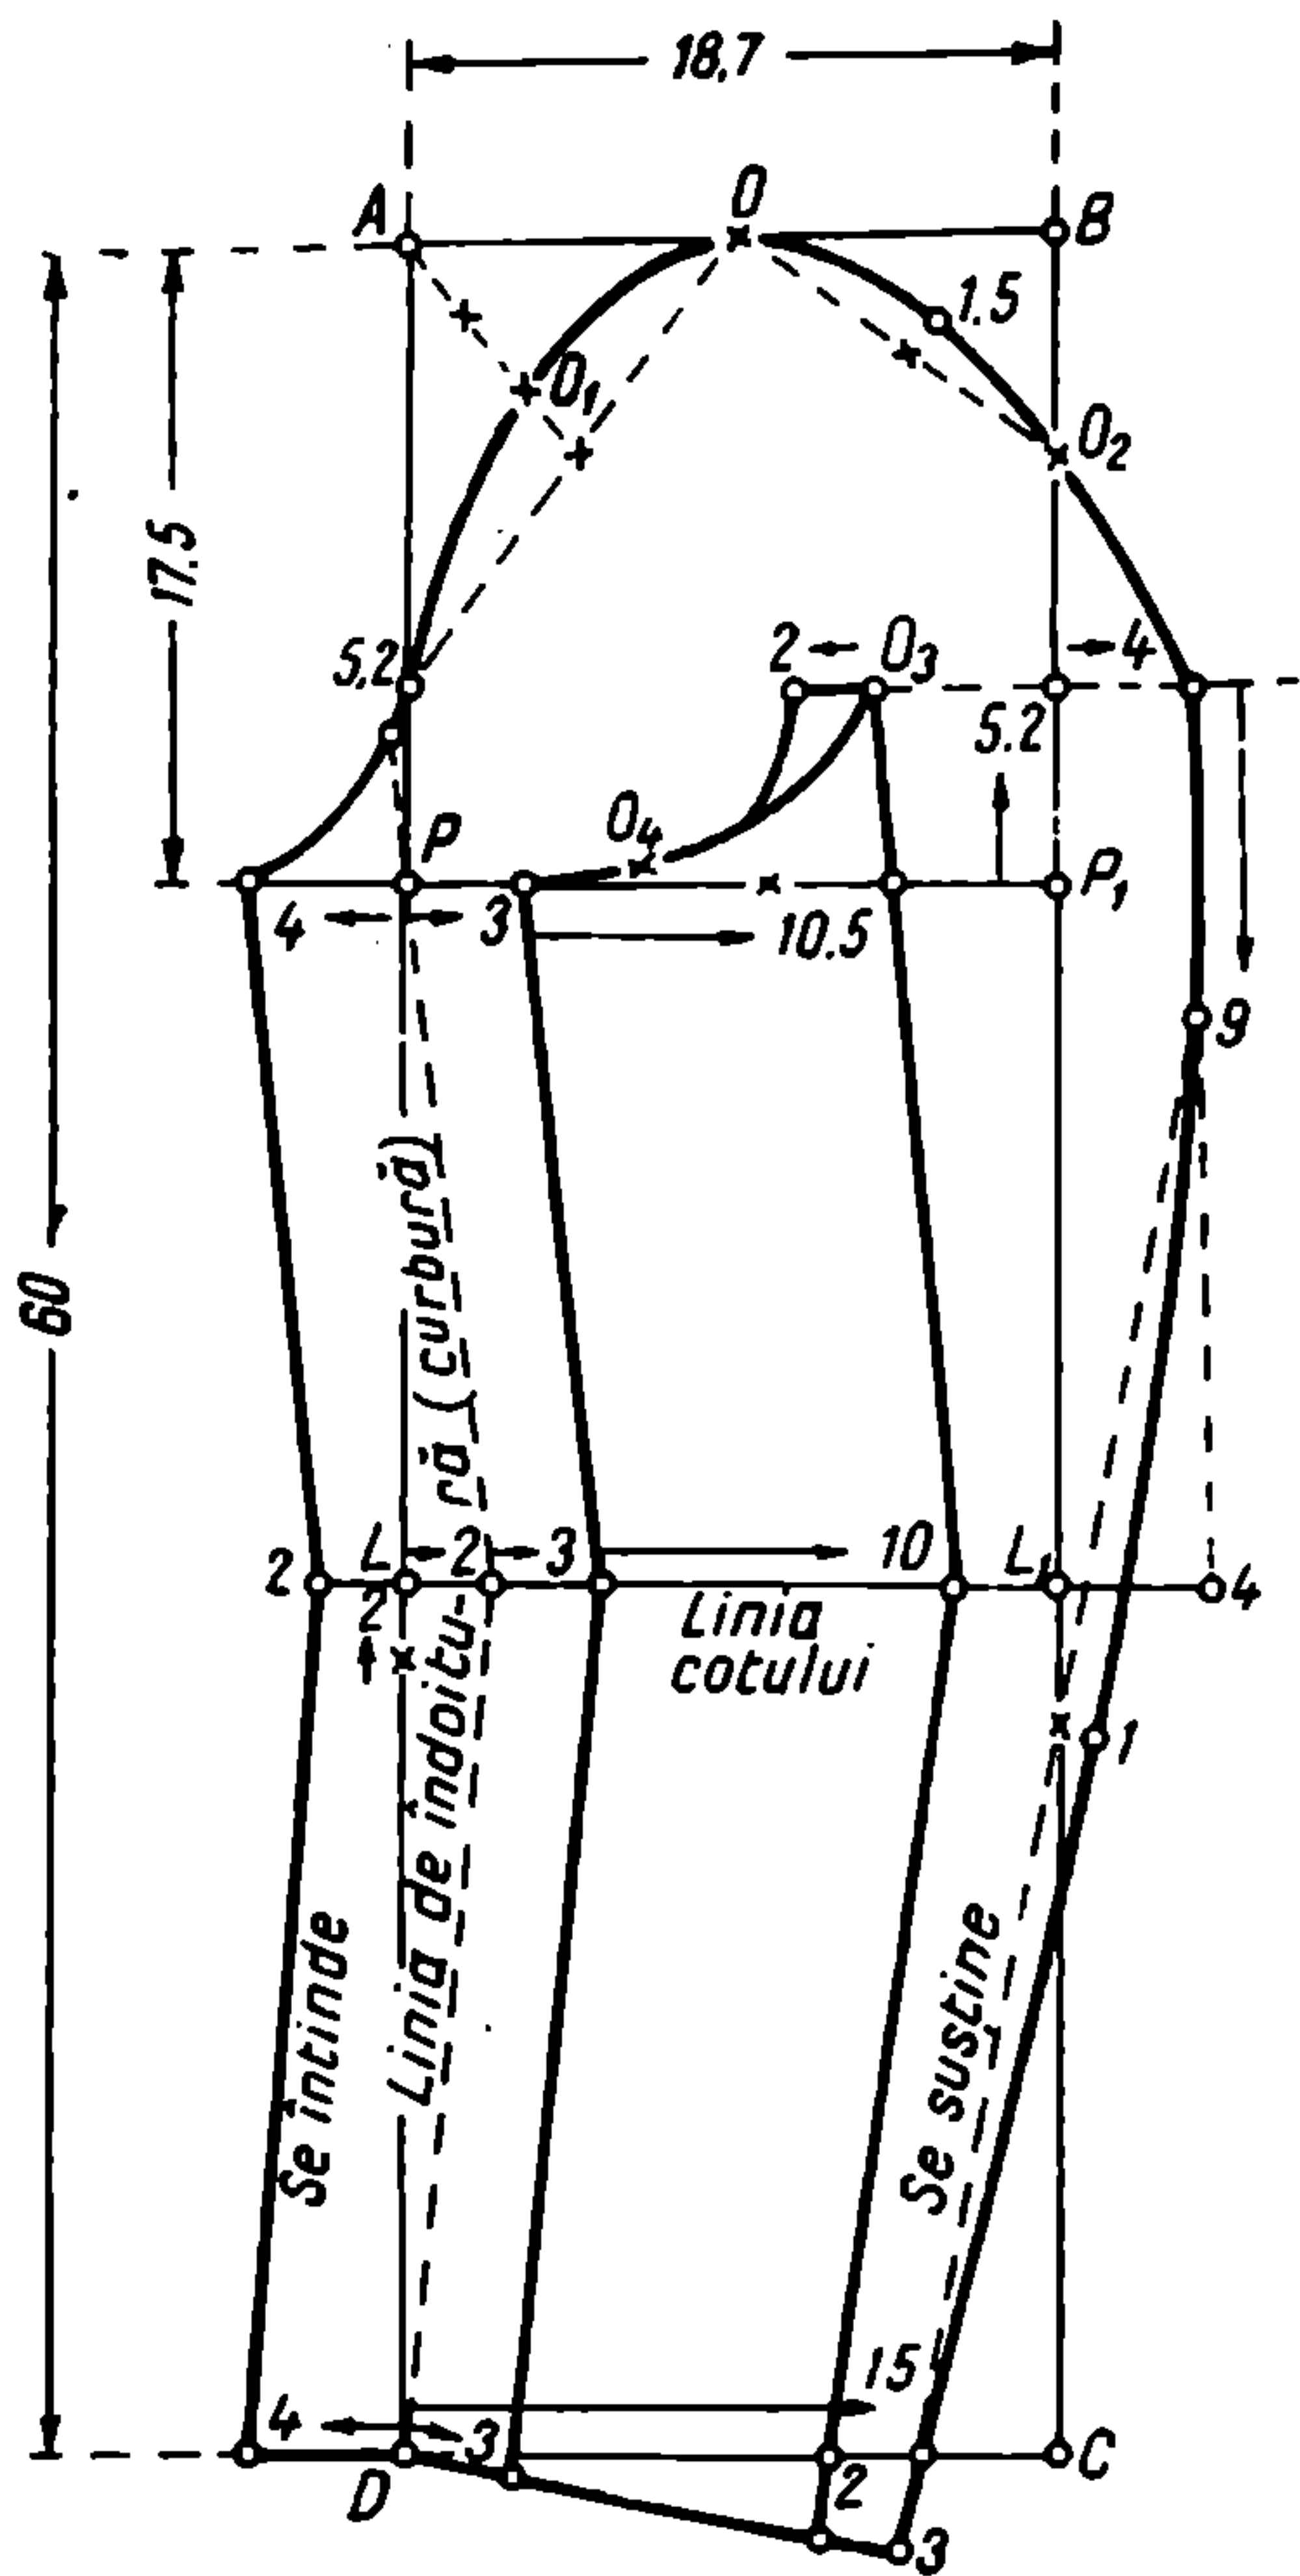 18,7
A
O
B
1.5
O₁
O₂
17.5
5,2
2
O₃
4
5.2
P
O₄
P₁
4
3
10.5
9
60
Linia de îndoitu-
ră (curbură)
2
L
2
3
10
L₁
4
2
Linia
cotului
1
Se întinde
Se sustine
15
4
3
D
2
C
3